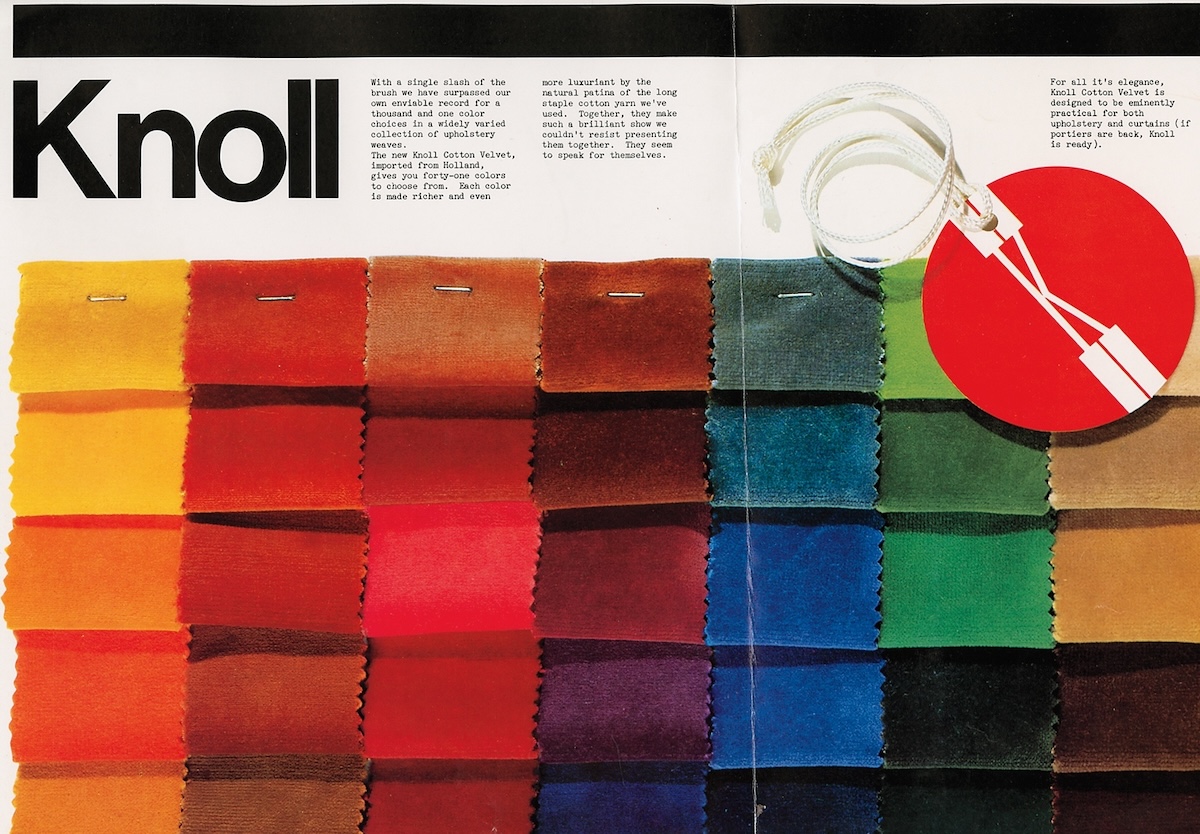 Knoll
With a single slash of the
brush we have surpassed our
own enviable record for a
thousand and one color
choices in a widely varied
collection of upholstery
weaves.
The new Knoll Cotton Velvet,
imported from Holland,
gives you forty-one colors
to choose from.  Each color
is made richer and even
more luxuriant by the
natural patina of the long
staple cotton yarn we've
used.  Together, they make
such a brilliant show we
couldn't resist presenting
them together.  They seem
to speak for themselves.
For all it's elegance,
Knoll Cotton Velvet is
designed to be eminently
practical for both
upholstery and curtains (if
portiers are back, Knoll
is ready).